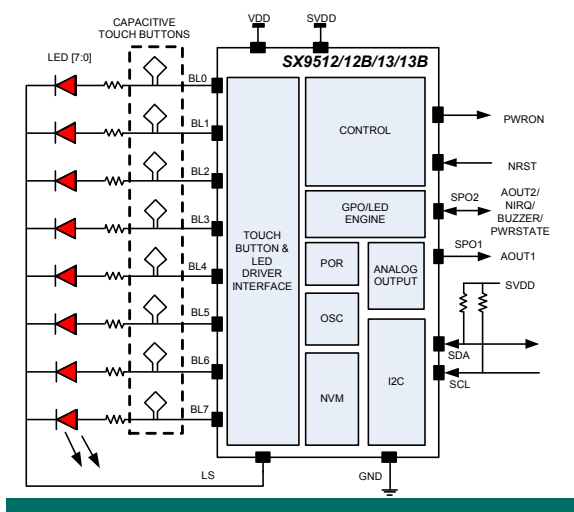 CAPACITIVE
TOUCH BUTTONS
VDD
SVDD
LED [7:0]
SX9512/12B/13/13B
BL0
BL1
BL2
BL3
BL4
BL5
BL6
BL7
TOUCH
BUTTON &
LED
DRIVER
INTERFACE
CONTROL
GPO/LED
ENGINE
POR
ANALOG
OUTPUT
OSC
NVM
I2C
PWRON
NRST
SPO2
AOUT2/
NIRQ/
BUZZER/
PWRSTATE
SPO1
AOUT1
SVDD
SDA
SCL
LS
GND